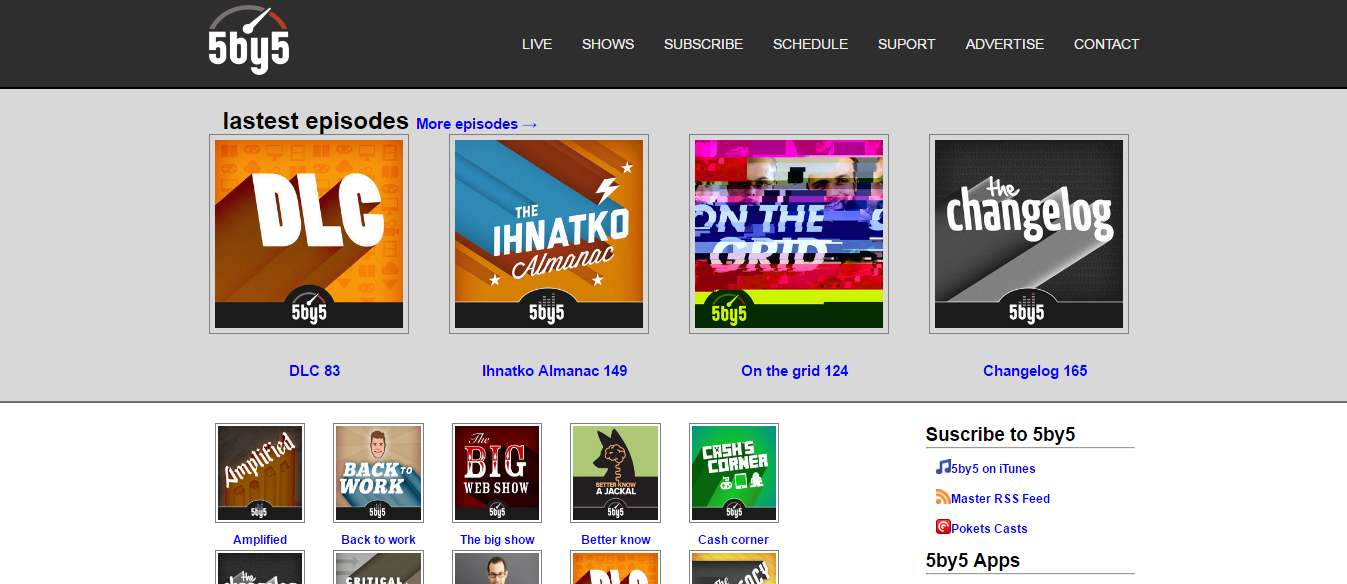 5by5
LIVE SHOWS SUBSCRIBE SCHEDULE SUPORT ADVERTISE CONTACT
lastest episodes More episodes →
DLC
5by5
THE
IHNATKO
Almanac
5by5
ON THE
GRID
5by5
the
changelog
5by5
DLC 83
Ihnatko Almanac 149
On the grid 124
Changelog 165
Amplified
5by5
BACK TO
WORK
5by5
The
BIG
WEB SHOW
5by5
BETTER KNOW
A JACKAL
5by5
CASH'S
CORNER
5by5
Amplified
Back to work
The big show
Better know
Cash corner
the
CRITICAL
DLC
The
Suscribe to 5by5
5by5 on iTunes
Master RSS Feed
Pokets Casts
5by5 Apps